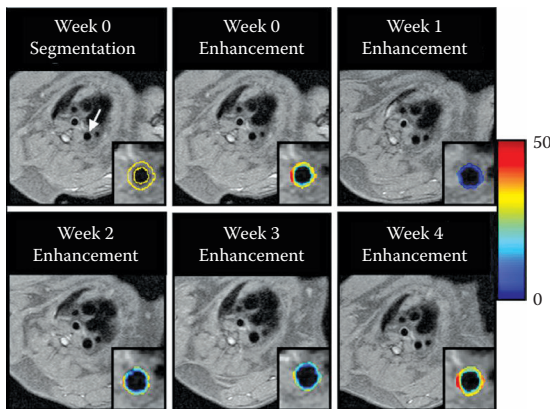 Week 0
Segmentation
Week 0
Enhancement
Week 1
Enhancement
50
0
Week 2
Enhancement
Week 3
Enhancement
Week 4
Enhancement